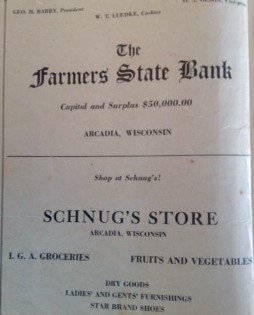 GEO. H. BARRY, President
W. T. LUEDKE, Cashier
The
Farmers State Bank
Capital and Surplus $50,000.00
ARCADIA, WISCONSIN
Shop at Schnug's!
SCHNUG'S STORE
ARCADIA, WISCONSIN
I. G. A. GROCERIES FRUITS AND VEGETABLES
DRY GOODS
LADIES' AND GENTS' FURNISHINGS
STAR BRAND SHOES